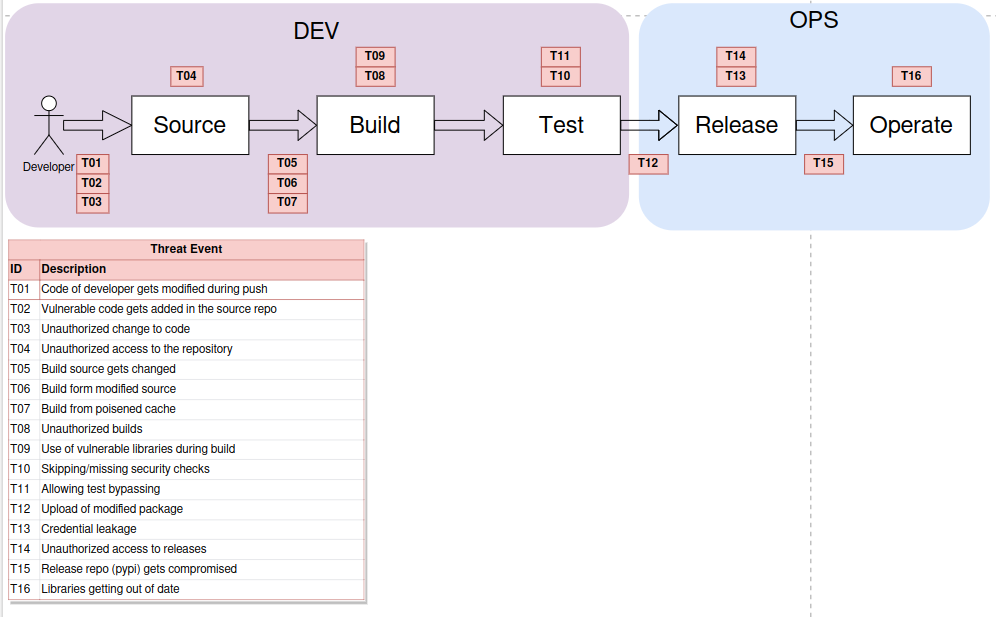 DEV
OPS
T04
T09
T08
T11
T10
T14
T13
T16
Source
Build
Test
Release
Operate
Developer
T01
T02
T03
T05
T06
T07
T12
T15
Threat Event
ID Description
T01 Code of developer gets modified during push
T02 Vulnerable code gets added in the source repo
T03 Unauthorized change to code
T04 Unauthorized access to the repository
T05 Build source gets changed
T06 Build form modified source
T07 Build from poisened cache
T08 Unauthorized builds
T09 Use of vulnerable libraries during build
T10 Skipping/missing security checks
T11 Allowing test bypassing
T12 Upload of modified package
T13 Credential leakage
T14 Unauthorized access to releases
T15 Release repo (pypi) gets compromised
T16 Libraries getting out of date